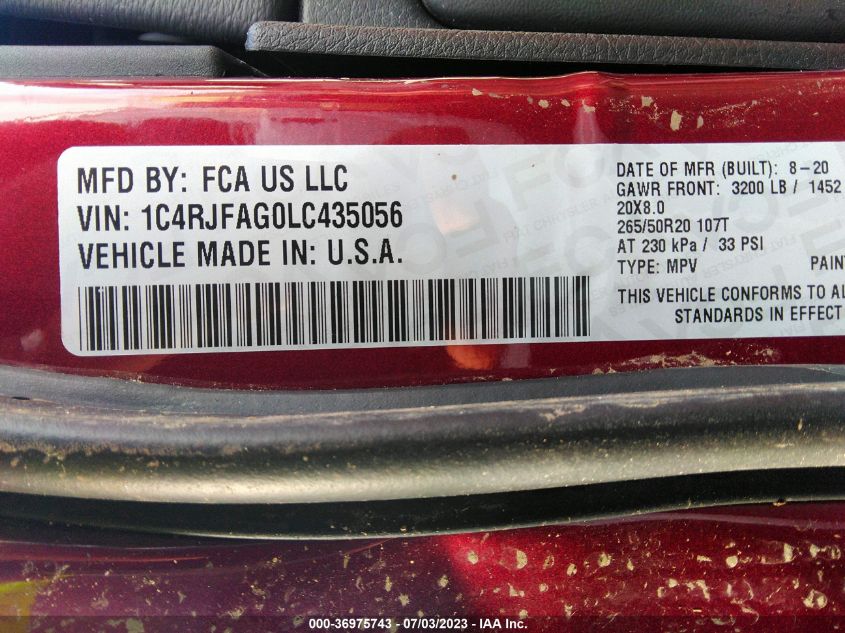 MFD BY: FCA US LLC
VIN: 1C4RJFAG0LC435056
VEHICLE MADE IN: U.S.A.
DATE OF MFR (BUILT): 8-20
GAWR FRONT: 3200 LB / 1452
20X8.0
265/50R20 107T
AT 230 kPa / 33 PSI
TYPE: MPV PAIN
THIS VEHICLE CONFORMS TO AL
STANDARDS IN EFFECT
000-36975743 - 07/03/2023 - IAA Inc.